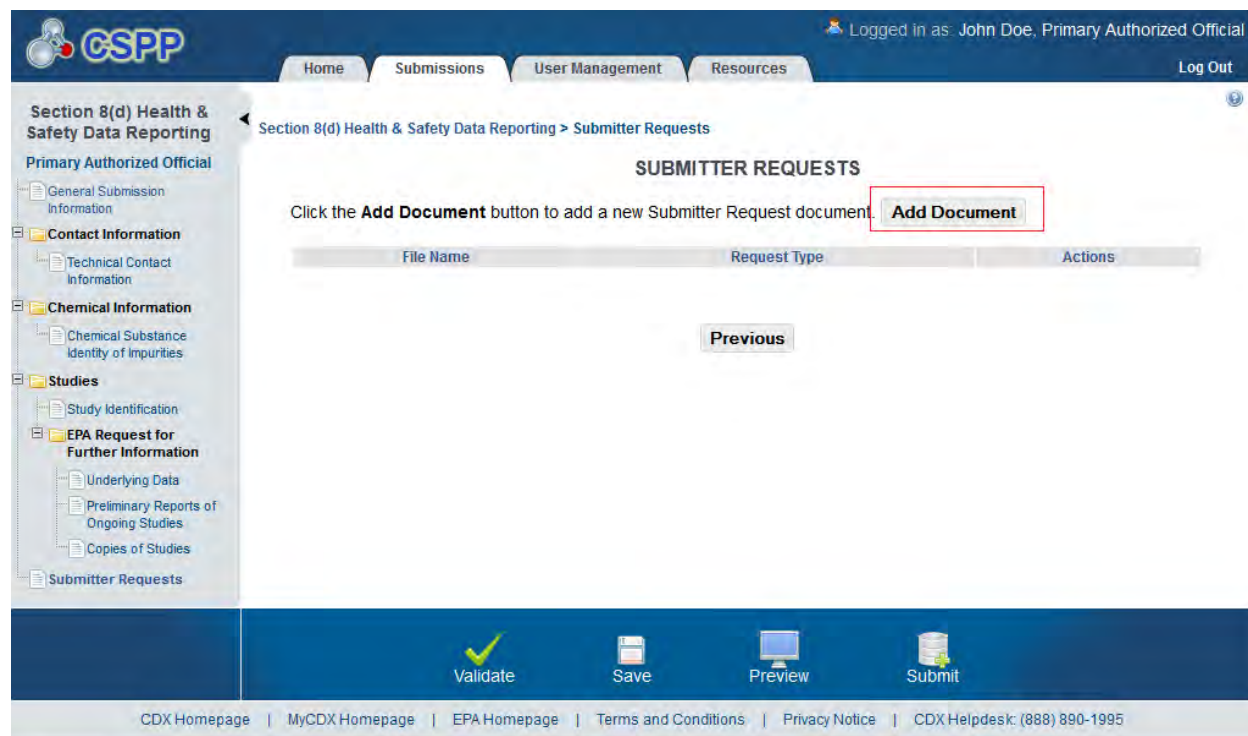 CSPP
Logged in as: John Doe, Primary Authorized Official
Home Submissions User Management Resources
Log Out
Section 8(d) Health &
Safety Data Reporting
Primary Authorized Official
General Submission
Information
Contact Information
Technical Contact
Information
Chemical Information
Chemical Substance
Identity of Impurities
Studies
Study Identification
EPA Request for
Further Information
Underlying Data
Preliminary Reports of
Ongoing Studies
Copies of Studies
Submitter Requests
Section 8(d) Health & Safety Data Reporting > Submitter Requests
SUBMITTER REQUESTS
Click the Add Document button to add a new Submitter Request document. Add Document
File Name Request Type Actions
Previous
Validate Save Preview Submit
CDX Homepage | MyCDX Homepage | EPA Homepage | Terms and Conditions | Privacy Notice | CDX Helpdesk: (888) 890-1995